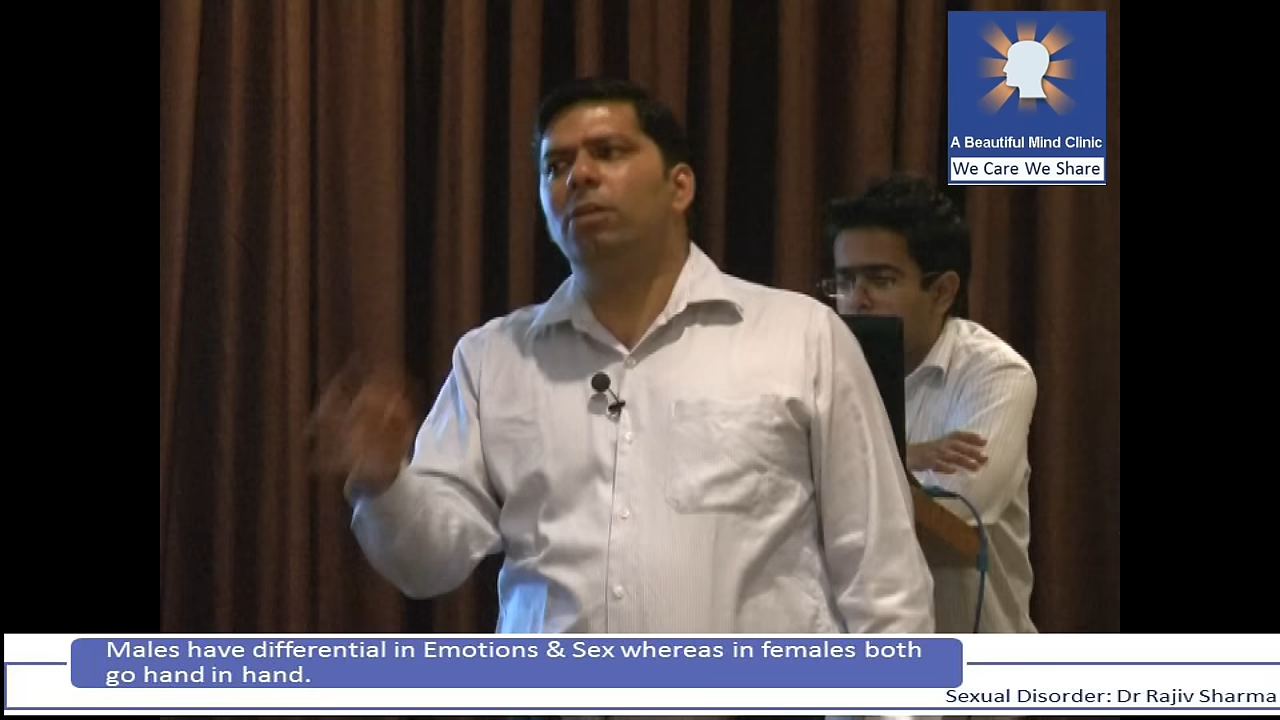 A Beautiful Mind Clinic
We Care We Share
Males have differential in Emotions & Sex whereas in females both
go hand in hand.
Sexual Disorder: Dr Rajiv Sharma